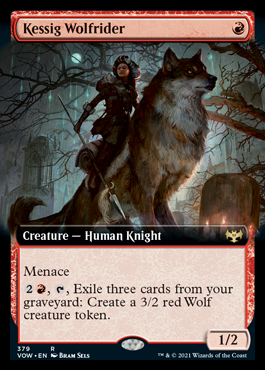 Kessig Wolfrider
Creature — Human Knight
Menace
2, Exile three cards from your
graveyard: Create a 3/2 red Wolf
creature token.
1/2
379 R
VOW • EN BRAM SELS
™ & © 2021 Wizards of the Coast